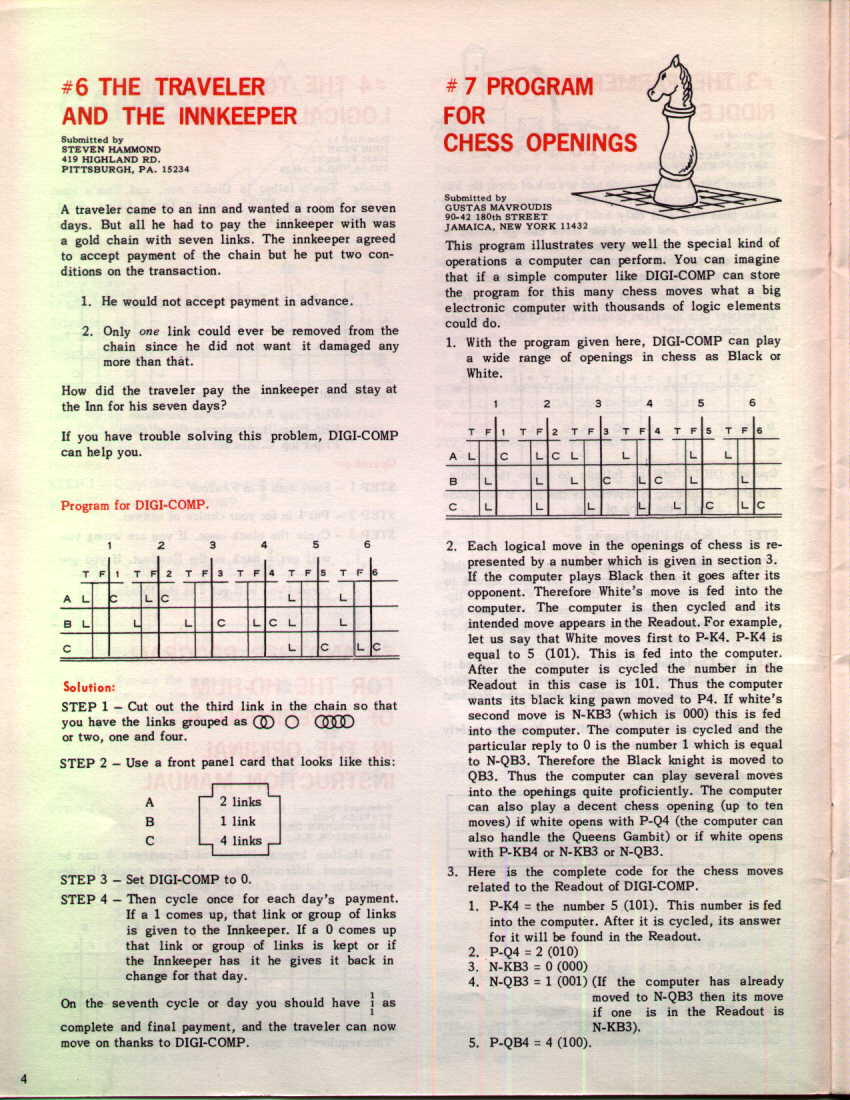 #6 THE TRAVELER
AND THE INNKEEPER
Submitted by
STEVEN HAMMOND
419 HIGHLAND RD.
PITTSBURGH, PA. 15234
A traveler came to an inn and wanted a room for seven
days. But all he had to pay the innkeeper with was
a gold chain with seven links. The innkeeper agreed
to accept payment of the chain but he put two con-
ditions on the transaction.
1. He would not accept payment in advance.
2. Only one link could ever be removed from the
chain since he did not want it damaged any
more than that.
How did the traveler pay the innkeeper and stay at
the Inn for his seven days?
If you have trouble solving this problem, DIGI-COMP
can help you.
Program for DIGI-COMP.
1 2 3 4 5 6
T F 1 T F 2 T F 3 T F 4 T F 5 T F 6
A L C L C L L
B L L L C L C L L
C L C L C
Solution:
STEP 1 – Cut out the third link in the chain so that
you have the links grouped as
or two, one and four.
STEP 2 – Use a front panel card that looks like this:
A 2 links
B 1 link
C 4 links
STEP 3 – Set DIGI-COMP to 0.
STEP 4 – Then cycle once for each day's payment.
If a 1 comes up, that link or group of links
is given to the Innkeeper. If a 0 comes up
that link or group of links is kept or if
the Innkeeper has it he gives it back in
change for that day.
On the seventh cycle or day you should have 1 1 1 as
complete and final payment, and the traveler can now
move on thanks to DIGI-COMP.
4
# 7 PROGRAM
FOR
CHESS OPENINGS
Submitted by
GUSTAS MAVROUDIS
90-42 180th STREET
JAMAICA, NEW YORK 11432
This program illustrates very well the special kind of
operations a computer can perform. You can imagine
that if a simple computer like DIGI-COMP can store
the program for this many chess moves what a big
electronic computer with thousands of logic elements
could do.
1. With the program given here, DIGI-COMP can play
a wide range of openings in chess as Black or
White.
1 2 3 4 5 6
T F 1 T F 2 T F 3 T F 4 T F 5 T F 6
A L C L C L L L L
B L L L C L C L L
C L L L L L C L C
2. Each logical move in the openings of chess is re-
presented by a number which is given in section 3.
If the computer plays Black then it goes after its
opponent. Therefore White's move is fed into the
computer. The computer is then cycled and its
intended move appears in the Readout. For example,
let us say that White moves first to P-K4. P-K4 is
equal to 5 (101). This is fed into the computer.
After the computer is cycled the number in the
Readout in this case is 101. Thus the computer
wants its black king pawn moved to P4. If white's
second move is N-KB3 (which is 000) this is fed
into the computer. The computer is cycled and the
particular reply to 0 is the number 1 which is equal
to N-QB3. Therefore the Black knight is moved to
QB3. Thus the computer can play several moves
into the opehings quite proficiently. The computer
can also play a decent chess opening (up to ten
moves) if white opens with P-Q4 (the computer can
also handle the Queens Gambit) or if white opens
with P-KB4 or N-KB3 or N-QB3.
3. Here is the complete code for the chess moves
related to the Readout of DIGI-COMP.
1. P-K4 = the number 5 (101). This number is fed
into the computer. After it is cycled, its answer
for it will be found in the Readout.
2. P-Q4 = 2 (010)
3. N-KB3 = 0 (000)
4. N-QB3 = 1 (001) (If the computer has already
moved to N-QB3 then its move
if one is in the Readout is
N-KB3).
5. P-QB4 = 4 (100).